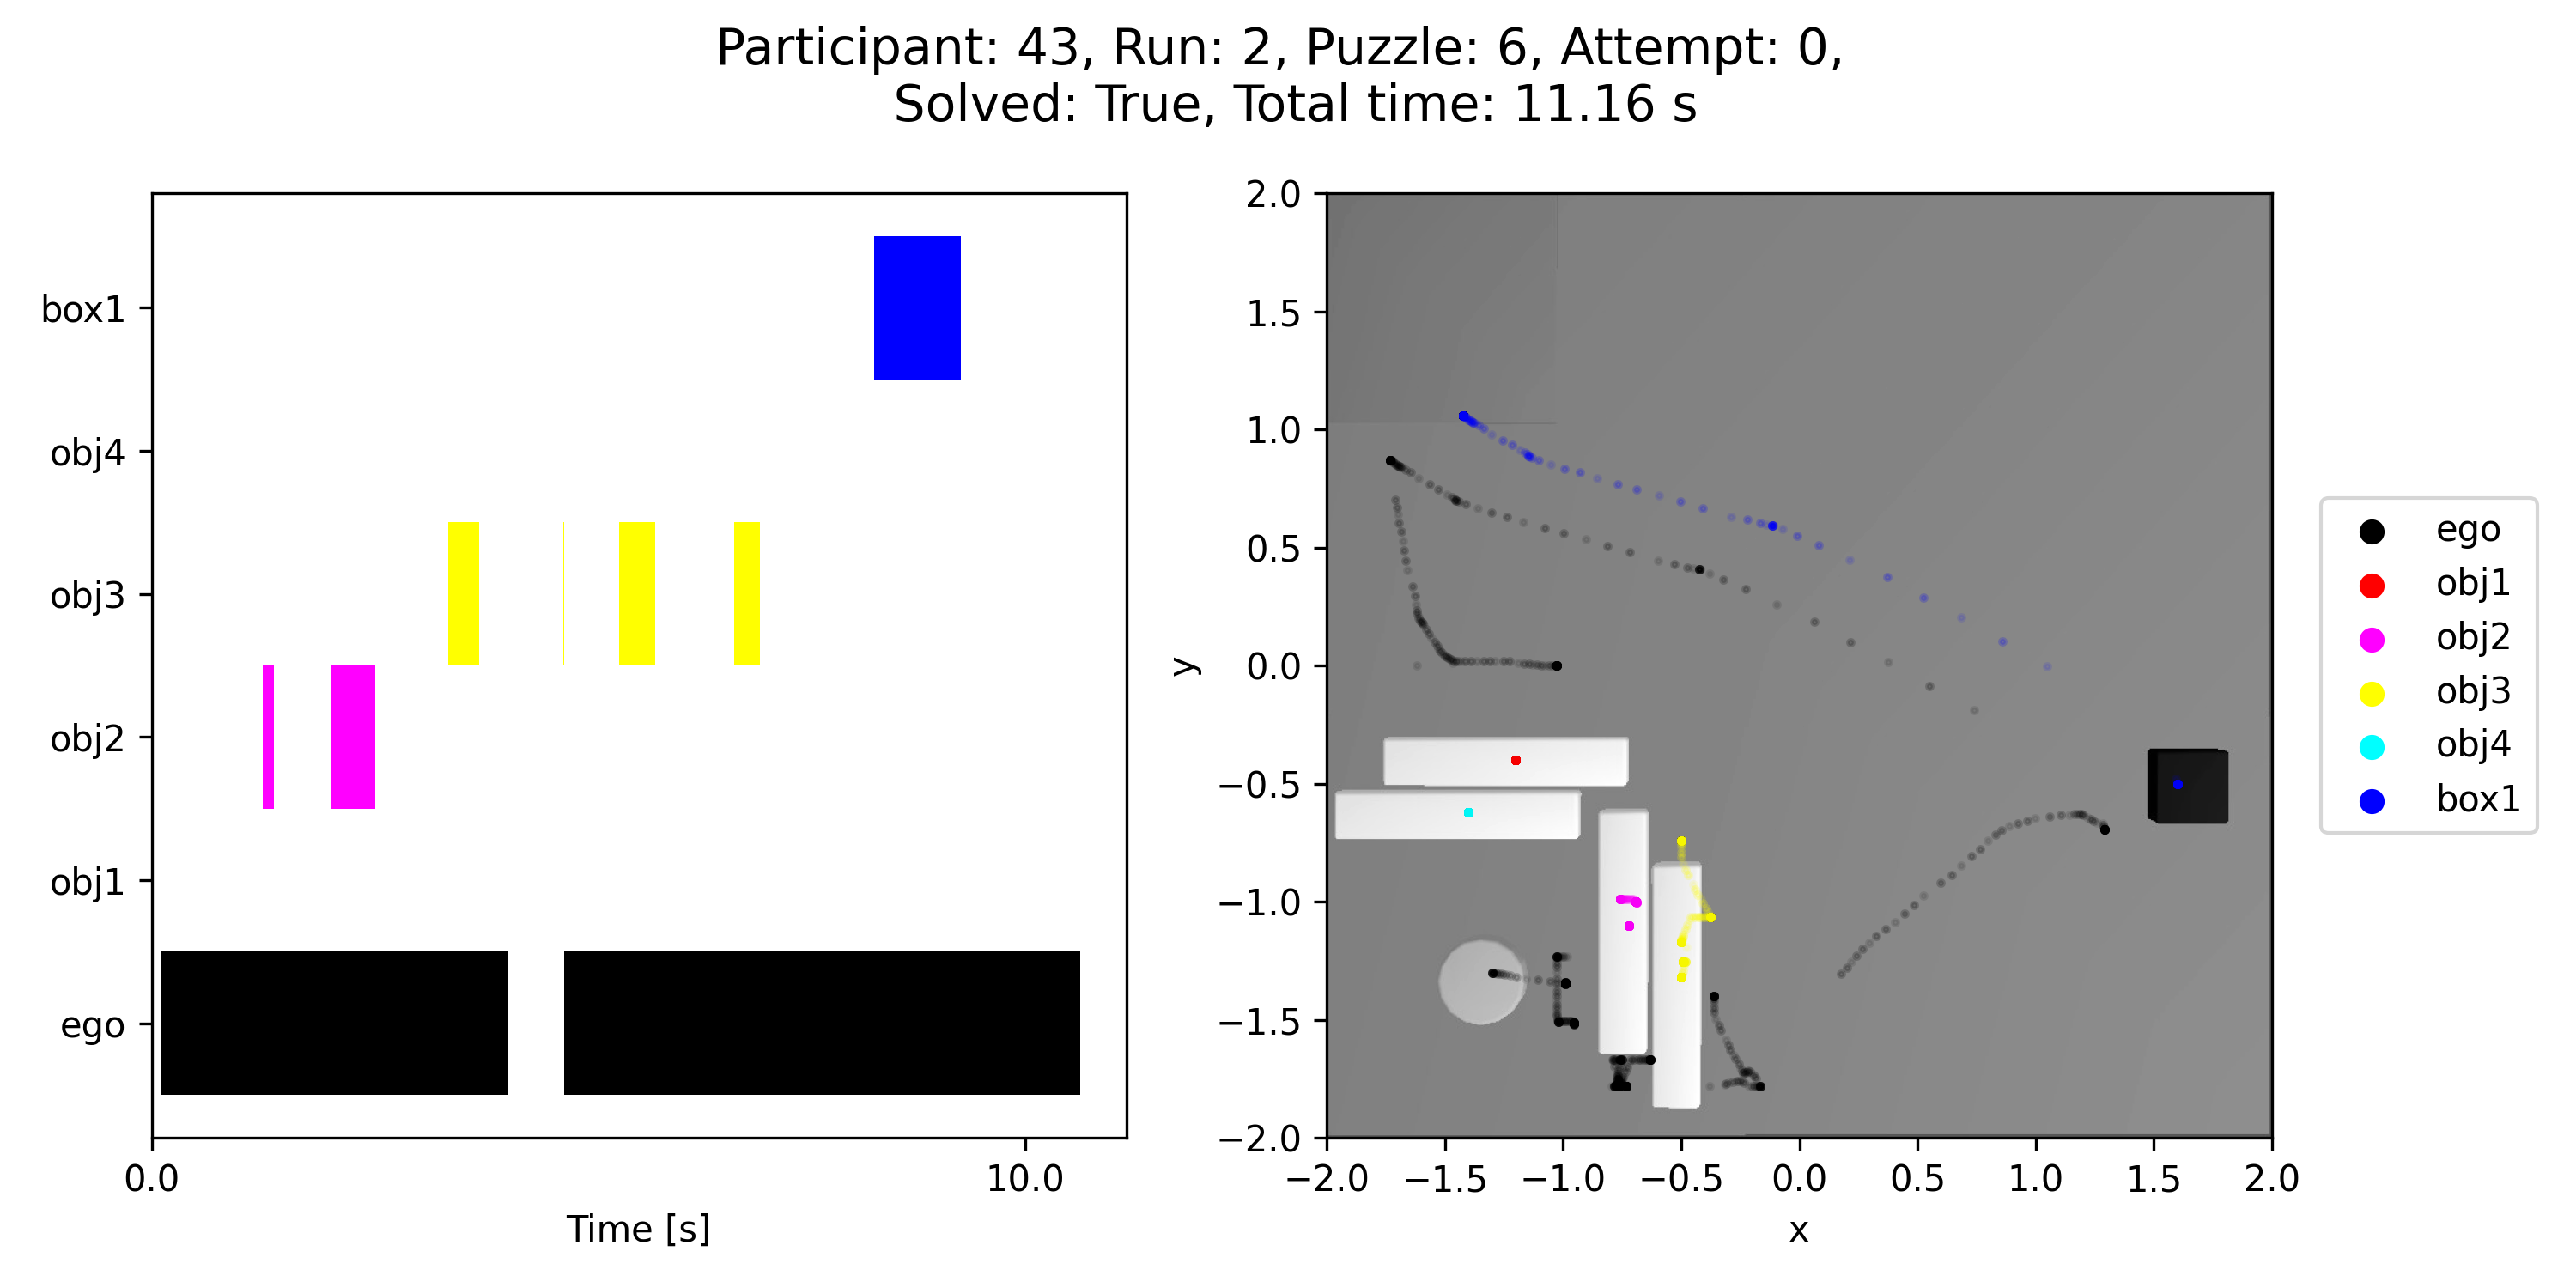 Participant: 43, Run: 2, Puzzle: 6, Attempt: 0,
Solved: True, Total time: 11.16 s
box1
obj4
obj3
obj2
obj1
ego
0.0
10.0
Time [s]
2.0
1.5
1.0
0.5
0.0
−0.5
−1.0
−1.5
−2.0
y
−2.0
−1.5
−1.0
−0.5
0.0
0.5
1.0
1.5
2.0
x
ego
obj1
obj2
obj3
obj4
box1